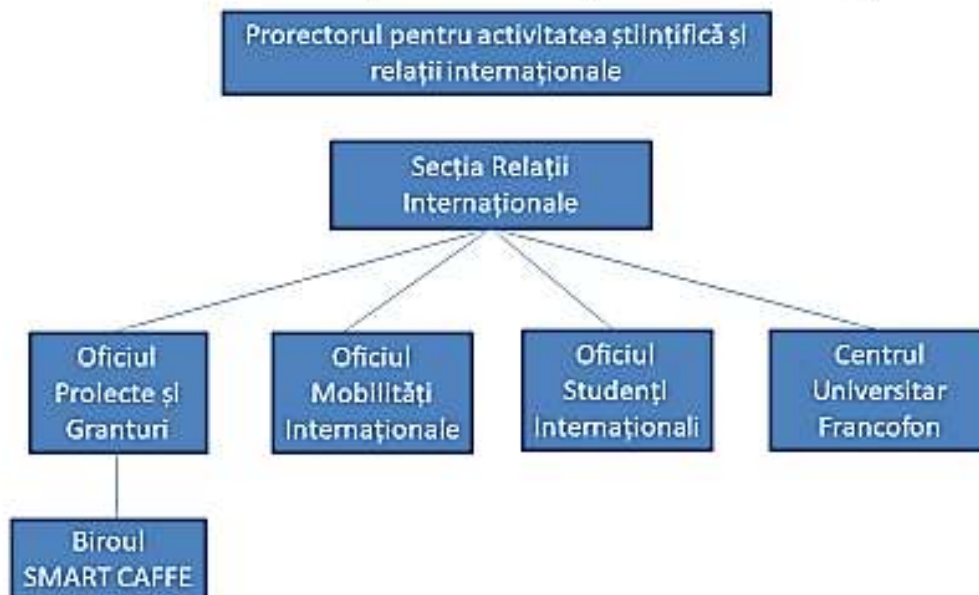 Prorectorul pentru activitatea științifică și
relații internaționale
Secția Relații
Internaționale
Oficiul
Proiecte și
Granturi
Oficiul
Mobilități
Internaționale
Oficiul
Studenți
Internaționali
Centrul
Universitar
Francofon
Biroul
SMART CAFFE